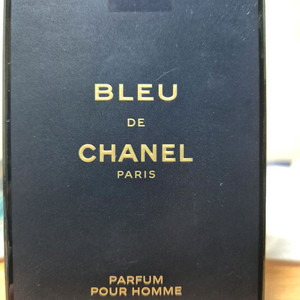 BLEU
DE
CHANEL
PARIS
PARFUM
POUR HOMME